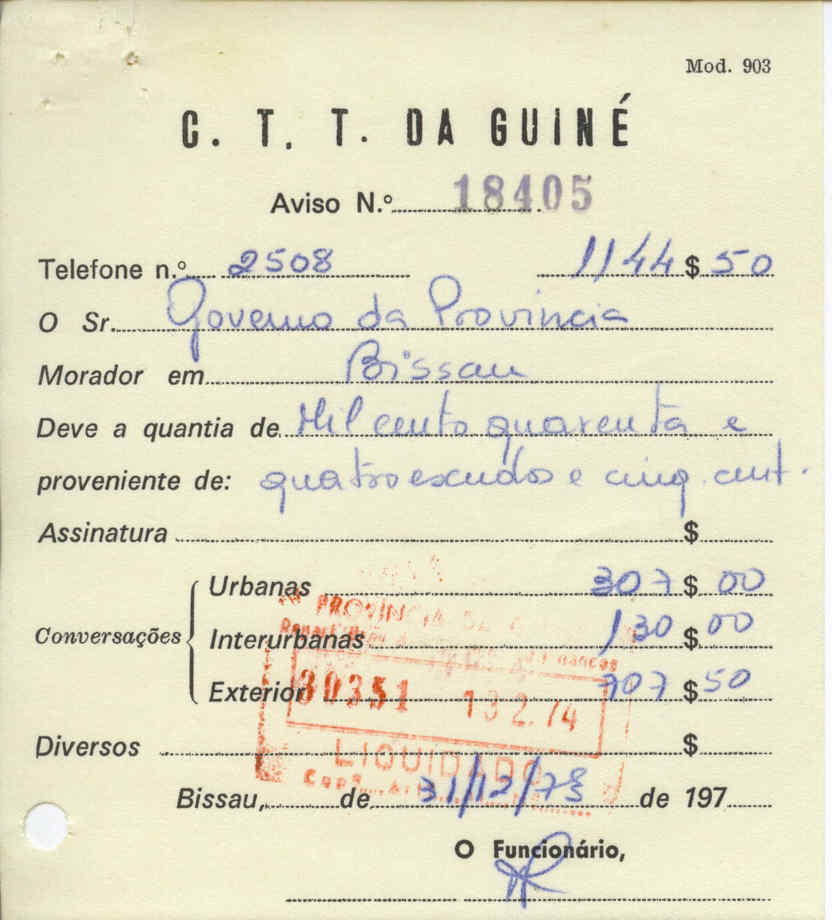 Mod. 903
C. T. T. DA GUINÉ
Aviso N.º 18405
Telefone n.º 2508 1144 $ 50
O Sr. Governo da Provincia
Morador em Bissau
Deve a quantia de Mil cento quarenta e
proveniente de: quatro escudos e cinq. cent.
Assinatura $
Urbanas 307 $ 00
PROVÍNCIA DE
Conversações Interurbanas 130 $ 00
Exterior 707 $ 50
30351 13.2.74
Diversos $
LIQUIDADO
Bissau, de 31/12/73 de 197
O Funcionário,